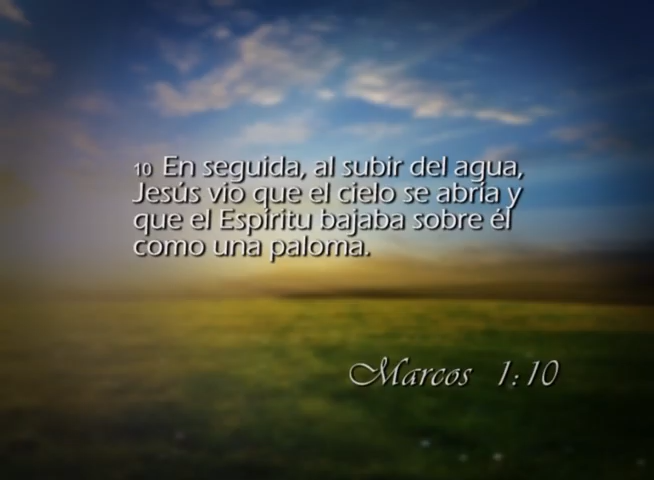 10 En seguida, al subir del agua,
Jesús vio que el cielo se abría y
que el Espíritu bajaba sobre él
como una paloma.
Marcos 1:10